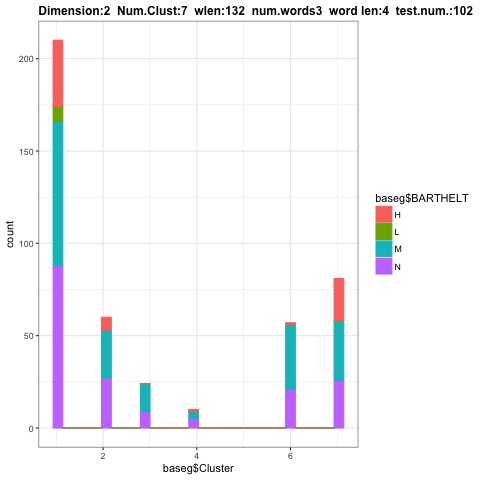 Dimension:2 Num.Clust:7 wlen:132 num.words3 word len:4 test.num.:102
200
150
100
50
0
count
2 4 6
baseg$Cluster
baseg$BARTHELT
H
L
M
N